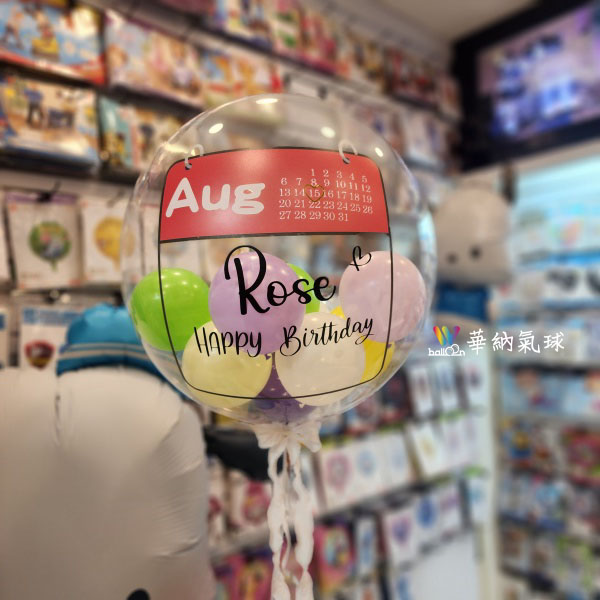 Aug
1 2 3 4 5
6 7 8 9 10 11 12
13 14 15 16 17 18 19
20 21 22 23 24 25 26
27 28 29 30 31
Rose
HAPPY BIRTHDAY
balloon 華納氣球